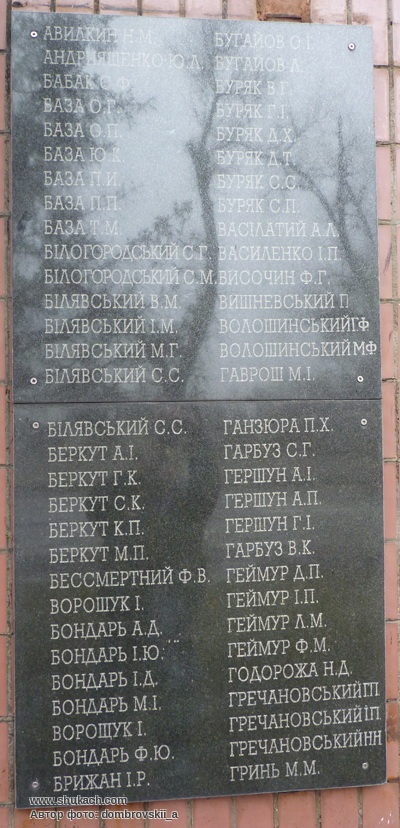 АВИЛКИН Н.М.
АНДРИЯЩЕНКО Ю.Л.
БАБАК С.Ф.
ВАЗА О.Г.
БАЗА О.П.
БАЗА Ю.К.
БАЗА П.И.
БАЗА П.П.
БАЗА Т.М.
БІЛОГОРОДСЬКИЙ С.Г.
БІЛОГОРОДСЬКИЙ С.М.
БІЛЯВСЬКИЙ В.М.
БІЛЯВСЬКИЙ І.М.
БІЛЯВСЬКИЙ М.Г.
БІЛЯВСЬКИЙ С.С.
БУГАЙОВ О.І.
БУГАЙОВ Л.
БУРЯК В.Г.
БУРЯК Г.І.
БУРЯК Д.Х.
БУРЯК Д.Т.
БУРЯК С.С.
БУРЯК С.П.
ВАСІЛАТИЙ А.Л.
ВАСИЛЕНКО І.П.
ВИСОЧИН Ф.Г.
ВИШНЕВСЬКИЙ П
ВОЛОШИНСЬКИЙ Г.Ф
ВОЛОШИНСЬКИЙ М.Ф
ГАВРОШ М.І.
БІЛЯВСЬКИЙ С.С.
БЕРКУТ А.І.
БЕРКУТ Г.К.
БЕРКУТ С.К.
БЕРКУТ К.П.
БЕРКУТ М.П.
БЕССМЕРТНИЙ Ф.В.
ВОРОШУК І.
БОНДАРЬ А.Д.
БОНДАРЬ І.Ю.
БОНДАРЬ І.Д.
БОНДАРЬ М.І.
ВОРОЩУК І.
БОНДАРЬ Ф.Ю.
БРИЖАН І.Р.
ГАНЗЮРА П.Х.
ГАРБУЗ С.Г.
ГЕРШУН А.І.
ГЕРШУН А.П.
ГЕРШУН Г.І.
ГАРБУЗ В.К.
ГЕЙМУР Д.П.
ГЕЙМУР І.П.
ГЕЙМУР Л.М.
ГЕЙМУР Ф.М.
ГОДОРОЖА Н.Д.
ГРЕЧАНОВСЬКИЙ Г.П
ГРЕЧАНОВСЬКИЙ І.П
ГРЕЧАНОВСЬКИЙ Н.Н
ГРИНЬ М.М.
www.shukach.com
Автор фото: dombrovskii_a